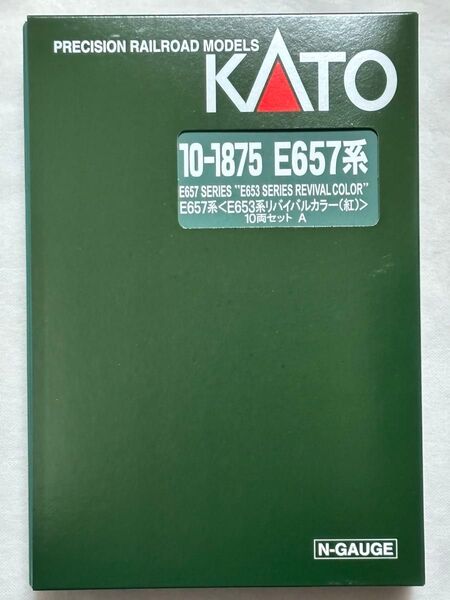 PRECISION RAILROAD MODELS
KATO
10-1875 E657系
E657 SERIES "E653 SERIES REVIVAL COLOR"
E657系<E653系リバイバルカラー(紅)>
10両セット A
N-GAUGE